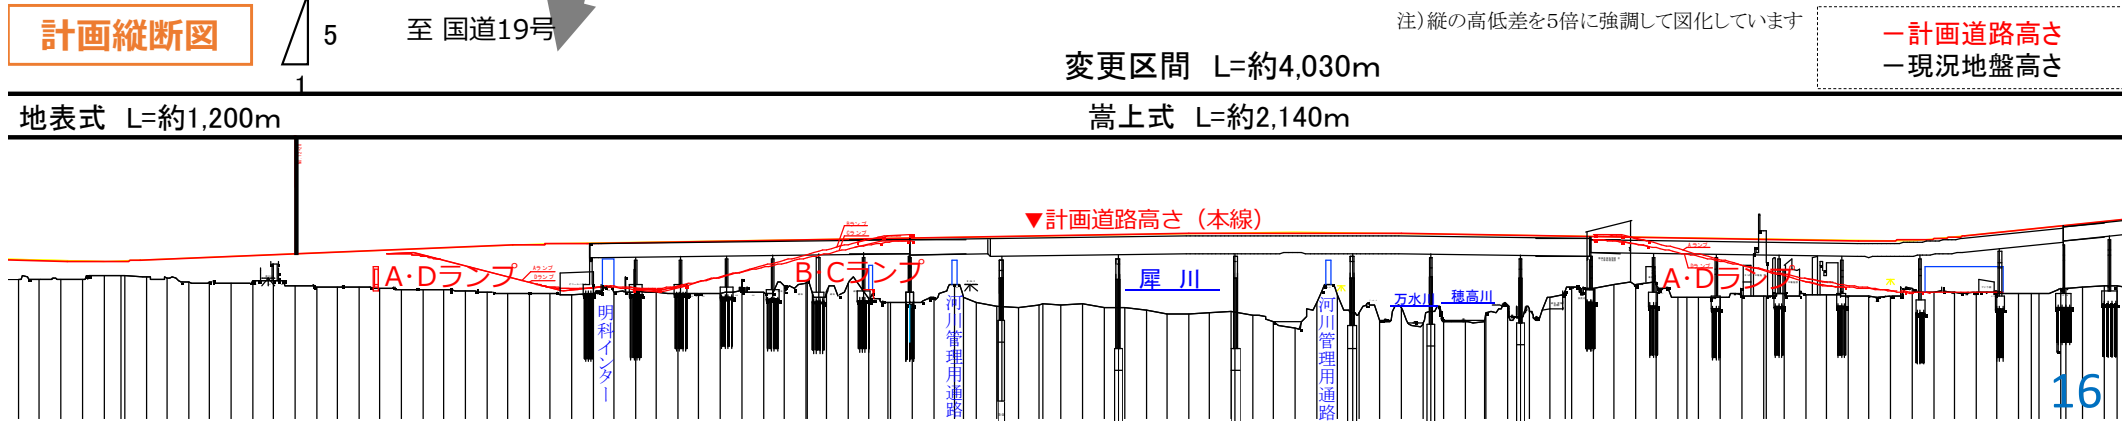 計画縦断図
5
1
至 国道19号
注）縦の高低差を5倍に強調して図化しています
変更区間 L=約4,030m
ー計画道路高さ
ー現況地盤高さ
地表式 L=約1,200m
嵩上式 L=約2,140m
▼計画道路高さ（本線）
A・Dランプ
B・Cランプ
犀 川
万水川
穂高川
A・Dランプ
明科インター
河川管理用通路
河川管理用通路
16